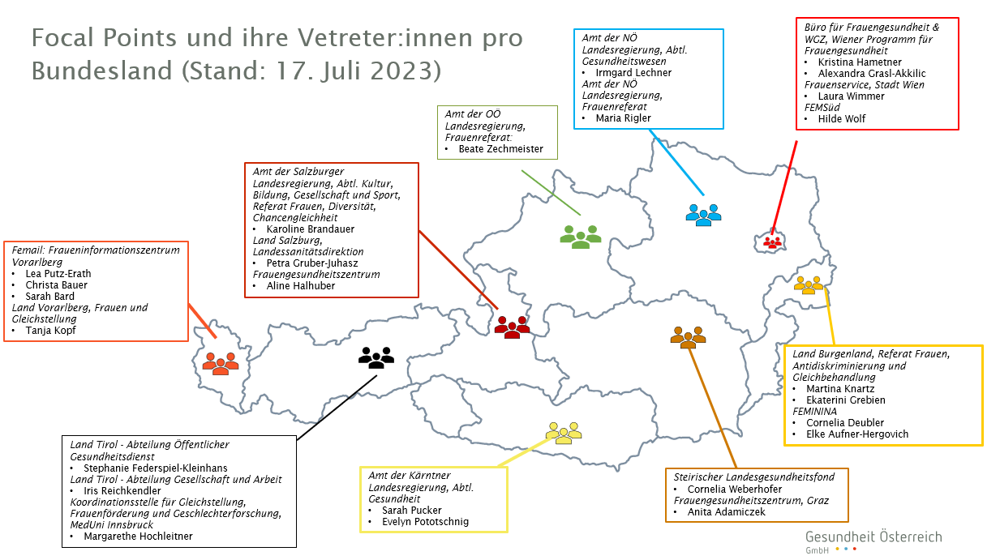 Focal Points und ihre Vetreter:innen pro
Bundesland (Stand: 17. Juli 2023)
Büro für Frauengesundheit &
WGZ, Wiener Programm für
Frauengesundheit
• Kristina Hametner
• Alexandra Grasl-Akkilic
Frauenservice, Stadt Wien
• Laura Wimmer
FEMSüd
• Hilde Wolf
Amt der NÖ
Landesregierung, Abtl.
Gesundheitswesen
• Irmgard Lechner
Amt der NÖ
Landesregierung,
Frauenreferat
• Maria Rigler
Amt der OÖ
Landesregierung,
Frauenreferat:
• Beate Zechmeister
Amt der Salzburger
Landesregierung, Abtl. Kultur,
Bildung, Gesellschaft und Sport,
Referat Frauen, Diversität,
Chancengleichheit
• Karoline Brandauer
Land Salzburg,
Landessanitätsdirektion
• Petra Gruber-Juhasz
Frauengesundheitszentrum
• Aline Halhuber
Femail: Fraueninformationszentrum
Vorarlberg
• Lea Putz-Erath
• Christa Bauer
• Sarah Bard
Land Vorarlberg, Frauen und
Gleichstellung
• Tanja Kopf
Land Burgenland, Referat Frauen,
Antidiskriminierung und
Gleichbehandlung
• Martina Knartz
• Ekaterini Grebien
FEMININA
• Cornelia Deubler
• Elke Aufner-Hergovich
Land Tirol - Abteilung Öffentlicher
Gesundheitsdienst
• Stephanie Federspiel-Kleinhans
Land Tirol - Abteilung Gesellschaft und Arbeit
• Iris Reichkendler
Koordinationsstelle für Gleichstellung,
Frauenförderung und Geschlechterforschung,
MedUni Innsbruck
• Margarethe Hochleitner
Amt der Kärntner
Landesregierung, Abtl.
Gesundheit
• Sarah Pucker
• Evelyn Pototschnig
Steirischer Landesgesundheitsfond
• Cornelia Weberhofer
Frauengesundheitszentrum, Graz
• Anita Adamiczek
Gesundheit Österreich
GmbH